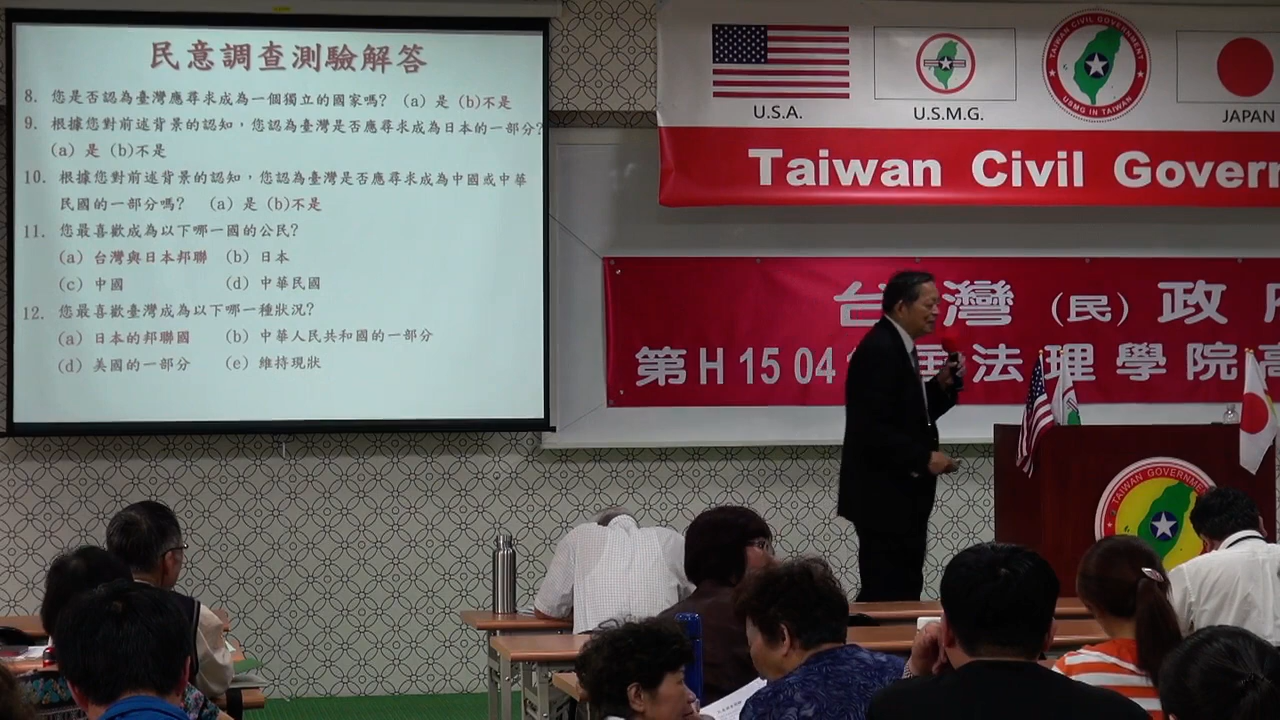 民意調查測驗解答
8. 您是否認為臺灣應尋求成為一個獨立的國家嗎? (a) 是 (b)不是
9. 根據您對前述背景的認知，您認為臺灣是否應尋求成為日本的一部分?
(a) 是 (b)不是
10. 根據您對前述背景的認知，您認為臺灣是否應尋求成為中國或中華
民國的一部分嗎? (a) 是 (b)不是
11. 您最喜歡成為以下哪一國的公民?
(a) 台灣與日本邦聯 (b) 日本
(c) 中國 (d) 中華民國
12. 您最喜歡臺灣成為以下哪一種狀況?
(a) 日本的邦聯國 (b) 中華人民共和國的一部分
(d) 美國的一部分 (e) 維持現狀
U.S.A.
U.S.M.G.
TAIWAN CIVIL GOVERNMENT
USMG IN TAIWAN
JAPAN
Taiwan Civil Govern
台灣(民)政府
第H 15 04 法理學院高
TAIWAN GOVERNMEN